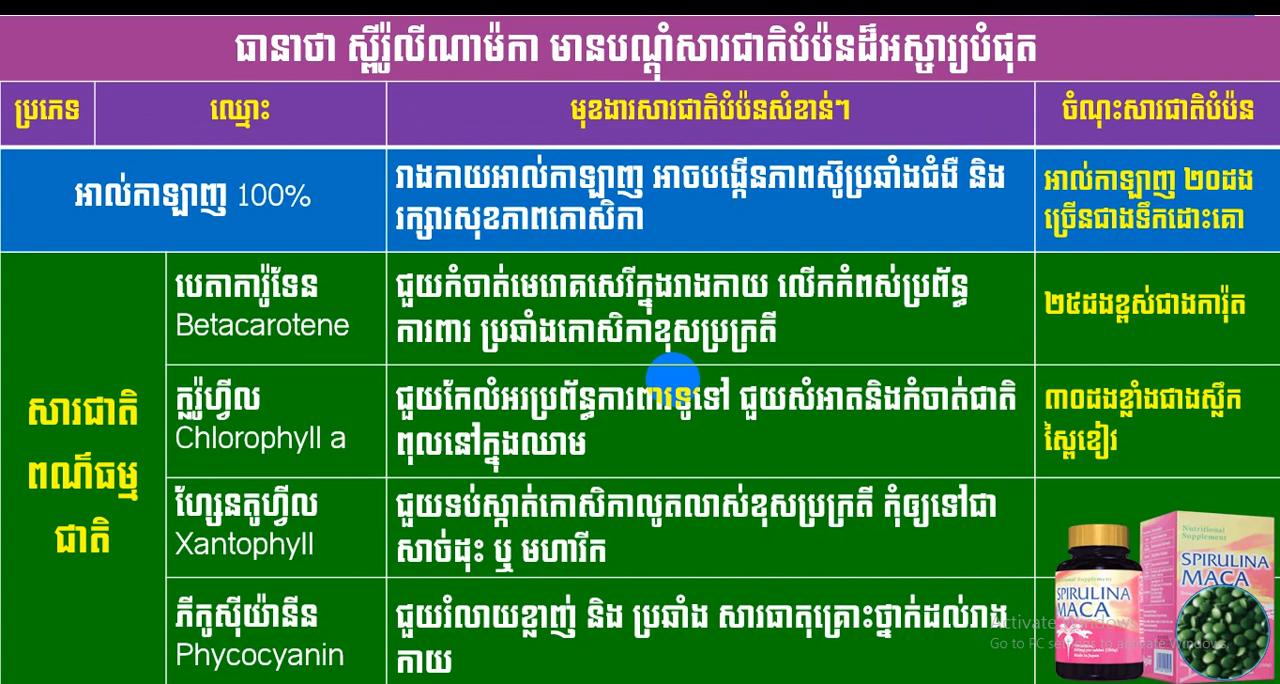 ធានាថា ស្ពីរ៉ូលីណាម៉កា មានបណ្តុំសារជាតិបំប៉នដ៏អស្ចារ្យបំផុត
ប្រភេទ
ឈ្មោះ
មុខងារសារជាតិបំប៉នសំខាន់ៗ
ចំណុះសារជាតិបំប៉ន
អាល់កាឡាញ 100%
រាងកាយអាល់កាឡាញ អាចបង្កើនភាពស៊ូប្រឆាំងជំងឺ និង
រក្សារសុខភាពកោសិកា
អាល់កាឡាញ ២០ដង
ច្រើនជាងទឹកដោះគោ
សារជាតិ
ពណ៌ធម្ម
ជាតិ
បេតាការ៉ូទែន
Betacarotene
ជួយកំចាត់មេរោគសេរីក្នុងរាងកាយ លើកកំពស់ប្រព័ន្ធ
ការពារ ប្រឆាំងកោសិកាខុសប្រក្រតី
២៥ដងខ្ពស់ជាងការ៉ុត
ក្លរ៉ូហ្វីល
Chlorophyll a
ជួយកែលំអរប្រព័ន្ធការពារទូទៅ ជួយសំអាតនិងកំចាត់ជាតិ
ពុលនៅក្នុងឈាម
៣០ដងខ្លាំងជាងស្លឹក
ស្ពៃខៀវ
ហ្សែនតូហ្វីល
Xantophyll
ជួយទប់ស្កាត់កោសិកាលូតលាស់ខុសប្រក្រតី កុំឲ្យទៅជា
សាច់ដុះ ឬ មហារីក
ភីកូស៊ីយ៉ានីន
Phycocyanin
ជួយរំលាយខ្លាញ់ និង ប្រឆាំង សារធាតុគ្រោះថ្នាក់ដល់រាង
កាយ
Nutritional
Supplement
SPIRULINA
MACA
Supplement
SPIRULINA
MACA
Activate Windows
Go to PC settings to activate Windows.